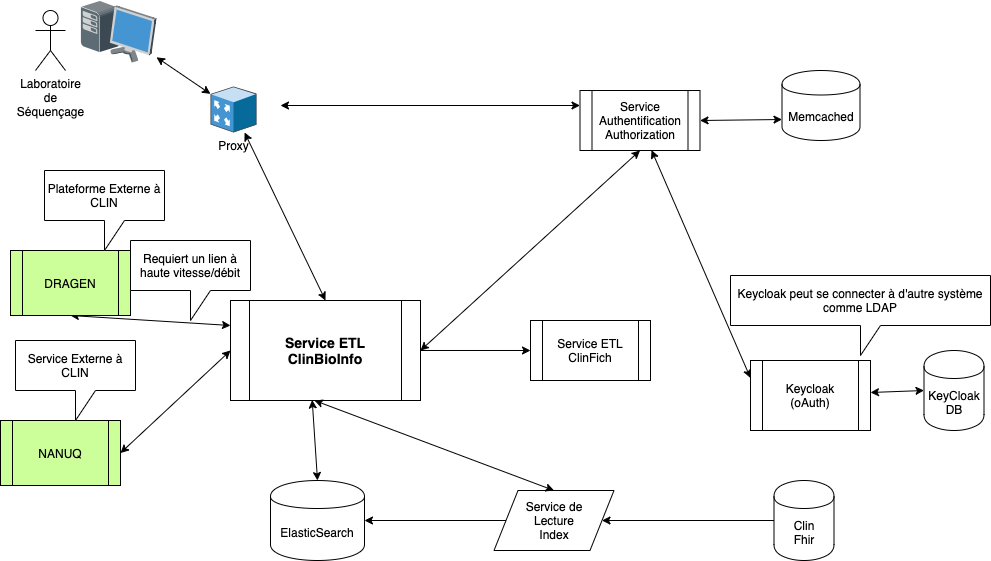 Laboratoire
de
Séquençage
Proxy
Service
Authentification
Authorization
Memcached
Plateforme Externe à
CLIN
DRAGEN
Requiert un lien à
haute vitesse/débit
Service ETL
ClinBioInfo
Service ETL
ClinFich
Keycloak peut se connecter à d'autre système
comme LDAP
Keycloak
(oAuth)
KeyCloak
DB
Service Externe à
CLIN
NANUQ
ElasticSearch
Service de
Lecture
Index
Clin
Fhir